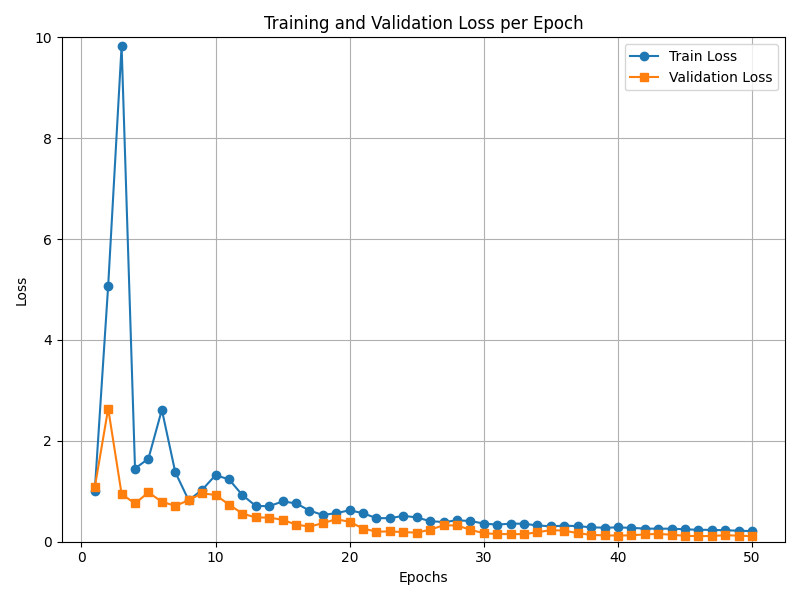 Training and Validation Loss per Epoch
Train Loss
Validation Loss
10
8
6
4
2
0
Loss
0 10 20 30 40 50
Epochs